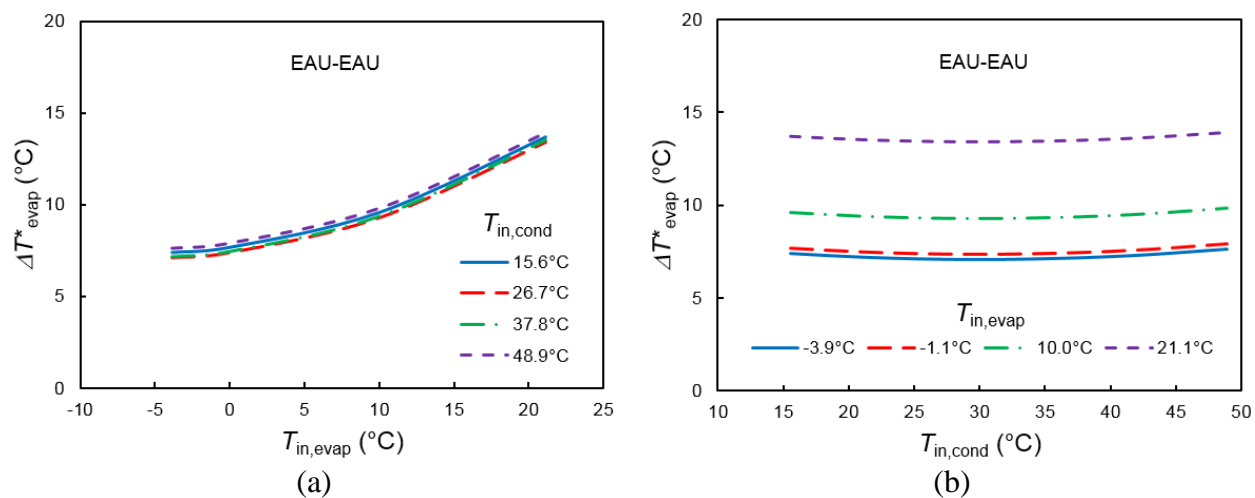 20
15
10
5
0
-10 -5 0 5 10 15 20 25
ΔT*evap (°C)
EAU-EAU
Tin,cond
15.6°C
26.7°C
37.8°C
48.9°C
Tin,evap (°C)
(a)
20
15
10
5
0
10 15 20 25 30 35 40 45 50
ΔT*evap (°C)
EAU-EAU
Tin,evap
-3.9°C -1.1°C 10.0°C 21.1°C
Tin,cond (°C)
(b)